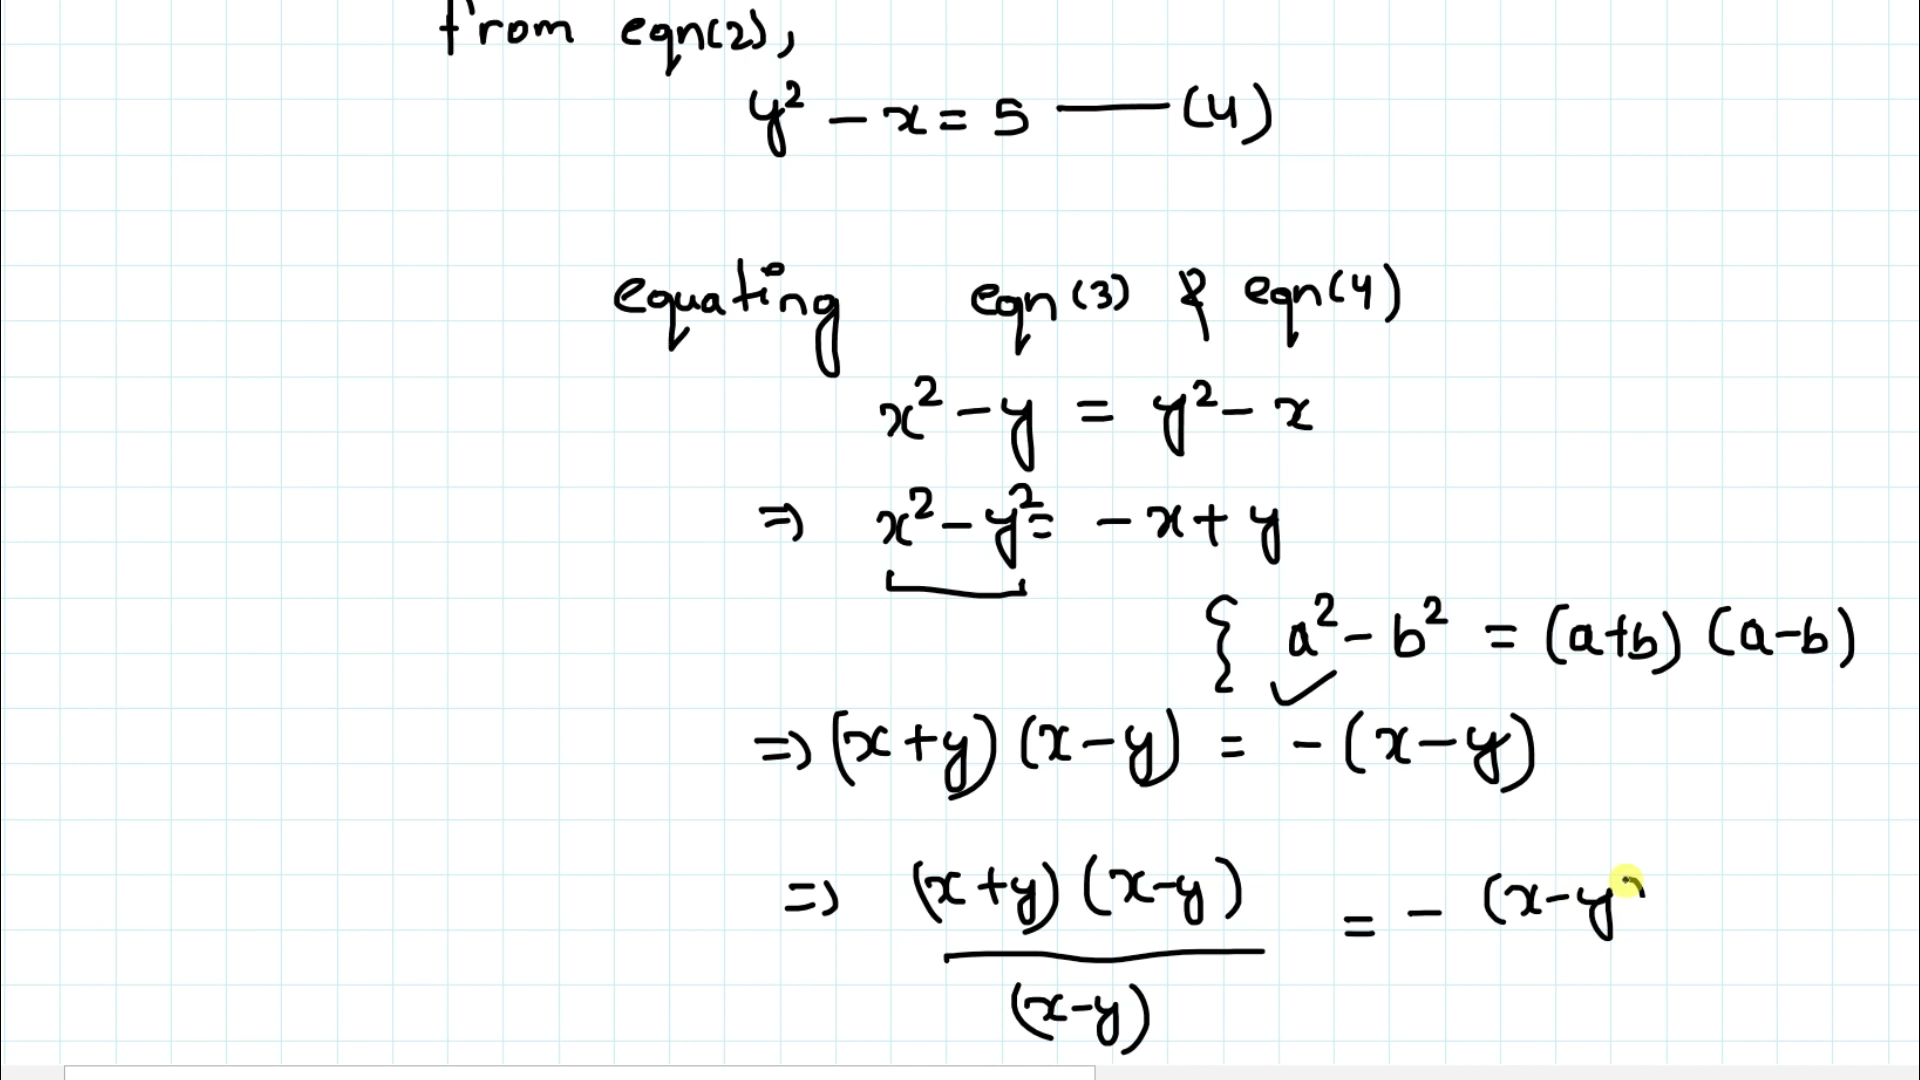 from eqn(2),
y² - x = 5 —— (4)
equating eqn(3) & eqn(4)
x² - y = y² - x
⇒ x² - y² = - x + y
{ a² - b² = (a+b) (a-b)
⇒ (x+y) (x-y) = - (x-y)
⇒ (x+y) (x-y) = - (x-y)
(x-y)